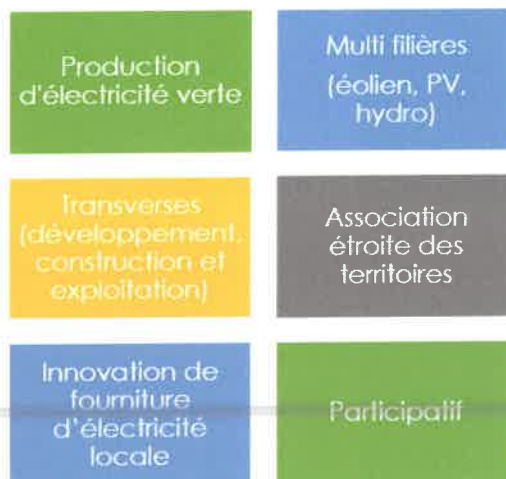 Production
d'électricité verte
Multi filières
(éolien, PV,
hydro)
Transverses
(développement,
construction et
exploitation)
Association
étroite des
territoires
Innovation de
fourniture
d'électricité
locale
Participatif